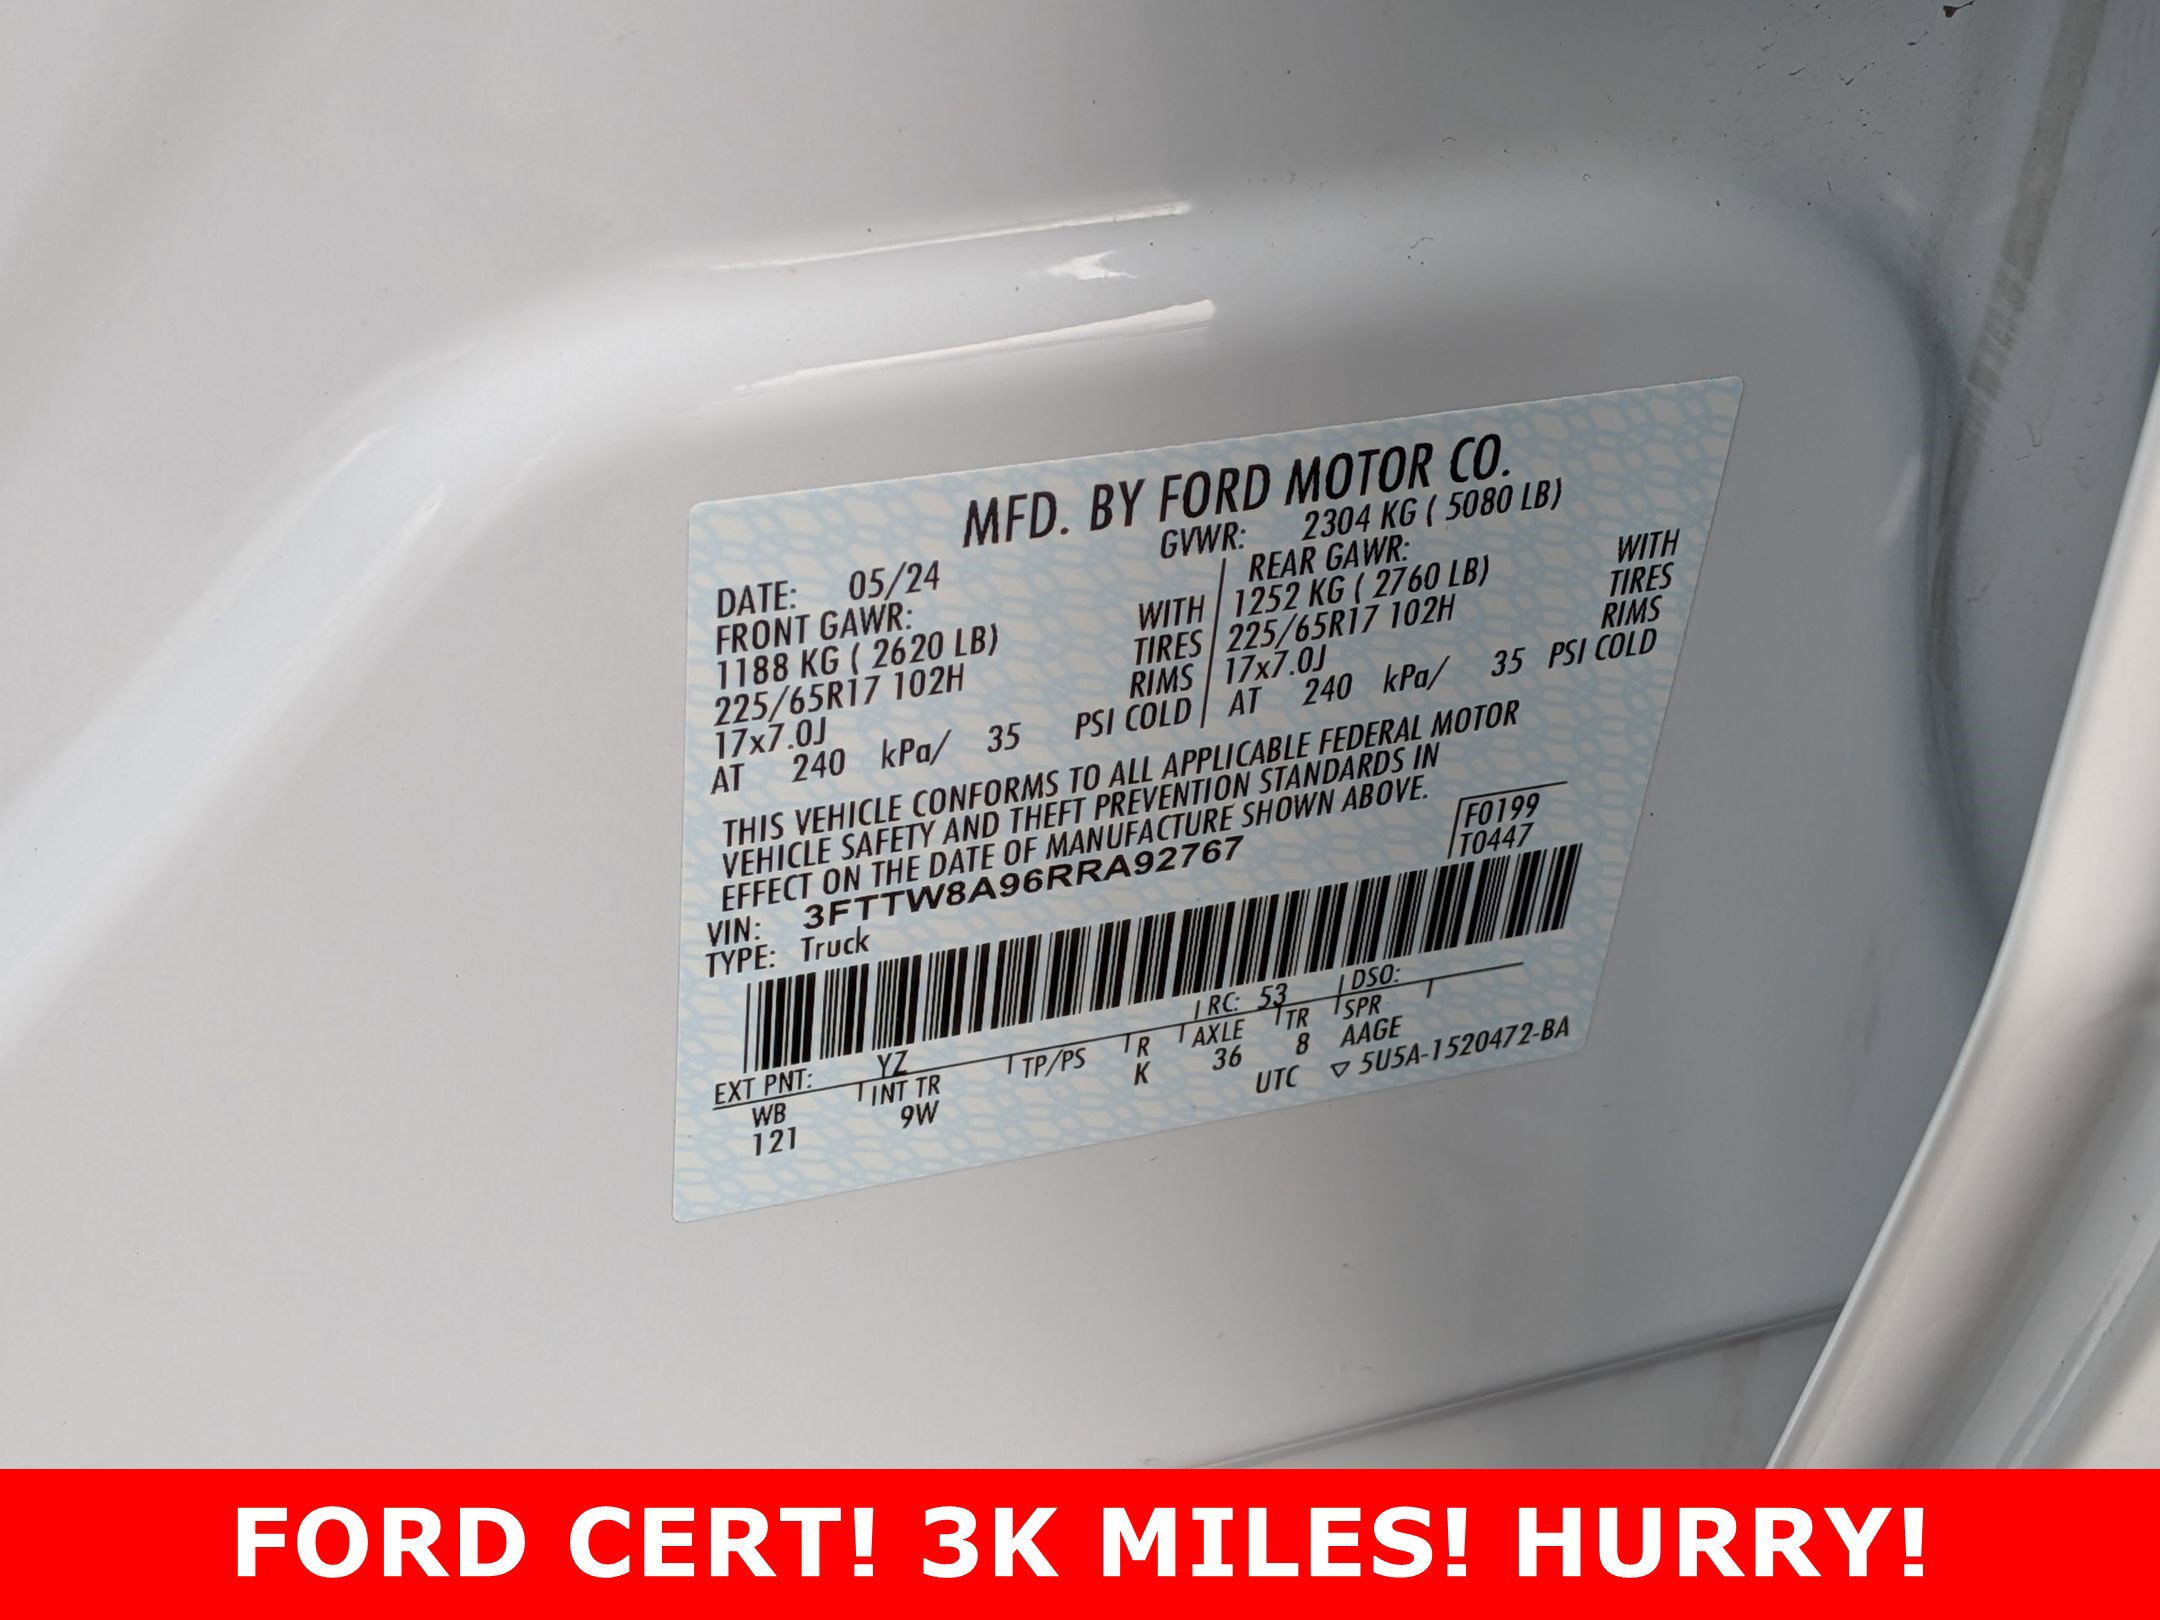 MFD. BY FORD MOTOR CO.
DATE: 05/24 GVWR: 2304 KG ( 5080 LB)
FRONT GAWR: REAR GAWR:
1188 KG ( 2620 LB) WITH 1252 KG ( 2760 LB) WITH
225/65R17 102H TIRES 225/65R17 102H TIRES
17x7.0J RIMS 17x7.0J RIMS
AT 240 kPa/ 35 PSI COLD AT 240 kPa/ 35 PSI COLD
THIS VEHICLE CONFORMS TO ALL APPLICABLE FEDERAL MOTOR
VEHICLE SAFETY AND THEFT PREVENTION STANDARDS IN
EFFECT ON THE DATE OF MANUFACTURE SHOWN ABOVE.
VIN: 3FTTW8A96RRA92767 F0199
TYPE: Truck T0447
EXT PNT: YZ RC: 53 DSO:
WB INT TR TP/PS R AXLE TR SPR
121 9W K 36 8 AAGE
UTC ▽ 5U5A-1520472-BA
FORD CERT! 3K MILES! HURRY!